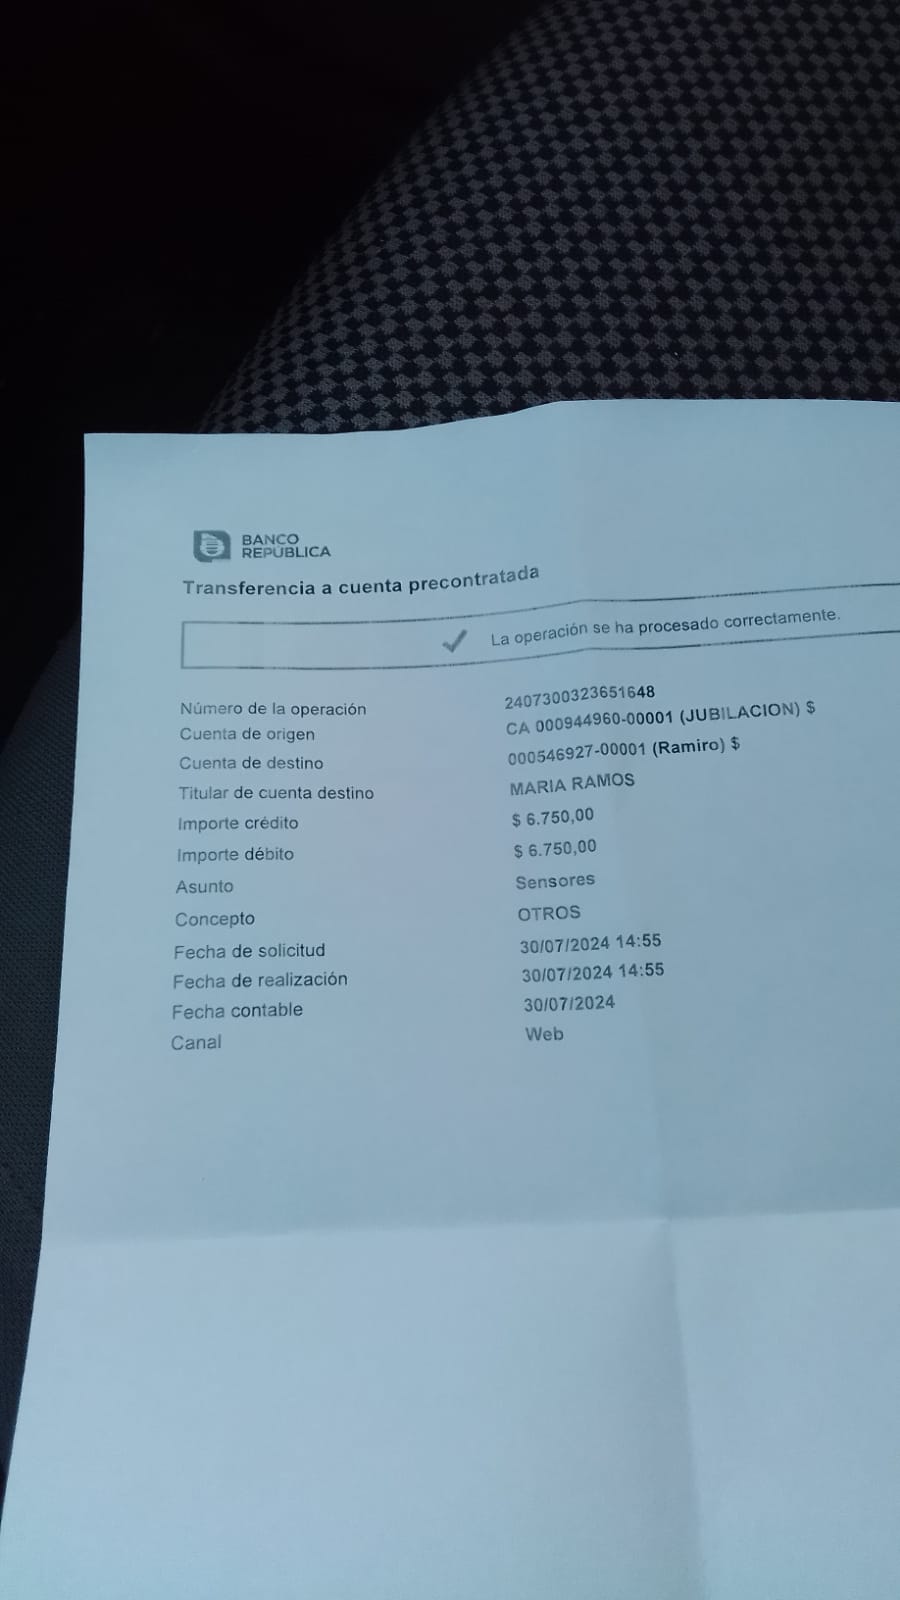 BANCO
REPÚBLICA
Transferencia a cuenta precontratada
La operación se ha procesado correctamente.
Número de la operación 2407300323651648
Cuenta de origen CA 000944960-00001 (JUBILACION) $
Cuenta de destino 000546927-00001 (Ramiro) $
Titular de cuenta destino MARIA RAMOS
Importe crédito $ 6.750,00
Importe débito $ 6.750,00
Asunto Sensores
Concepto OTROS
Fecha de solicitud 30/07/2024 14:55
Fecha de realización 30/07/2024 14:55
Fecha contable 30/07/2024
Canal Web